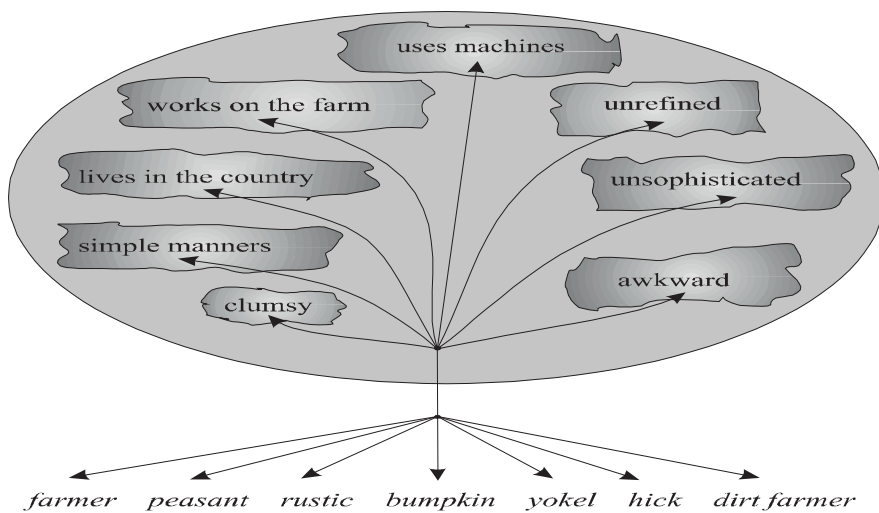 uses machines
works on the farm
unrefined
lives in the country
unsophisticated
simple manners
awkward
clumsy
farmer peasant rustic bumpkin yokel hick dirt farmer